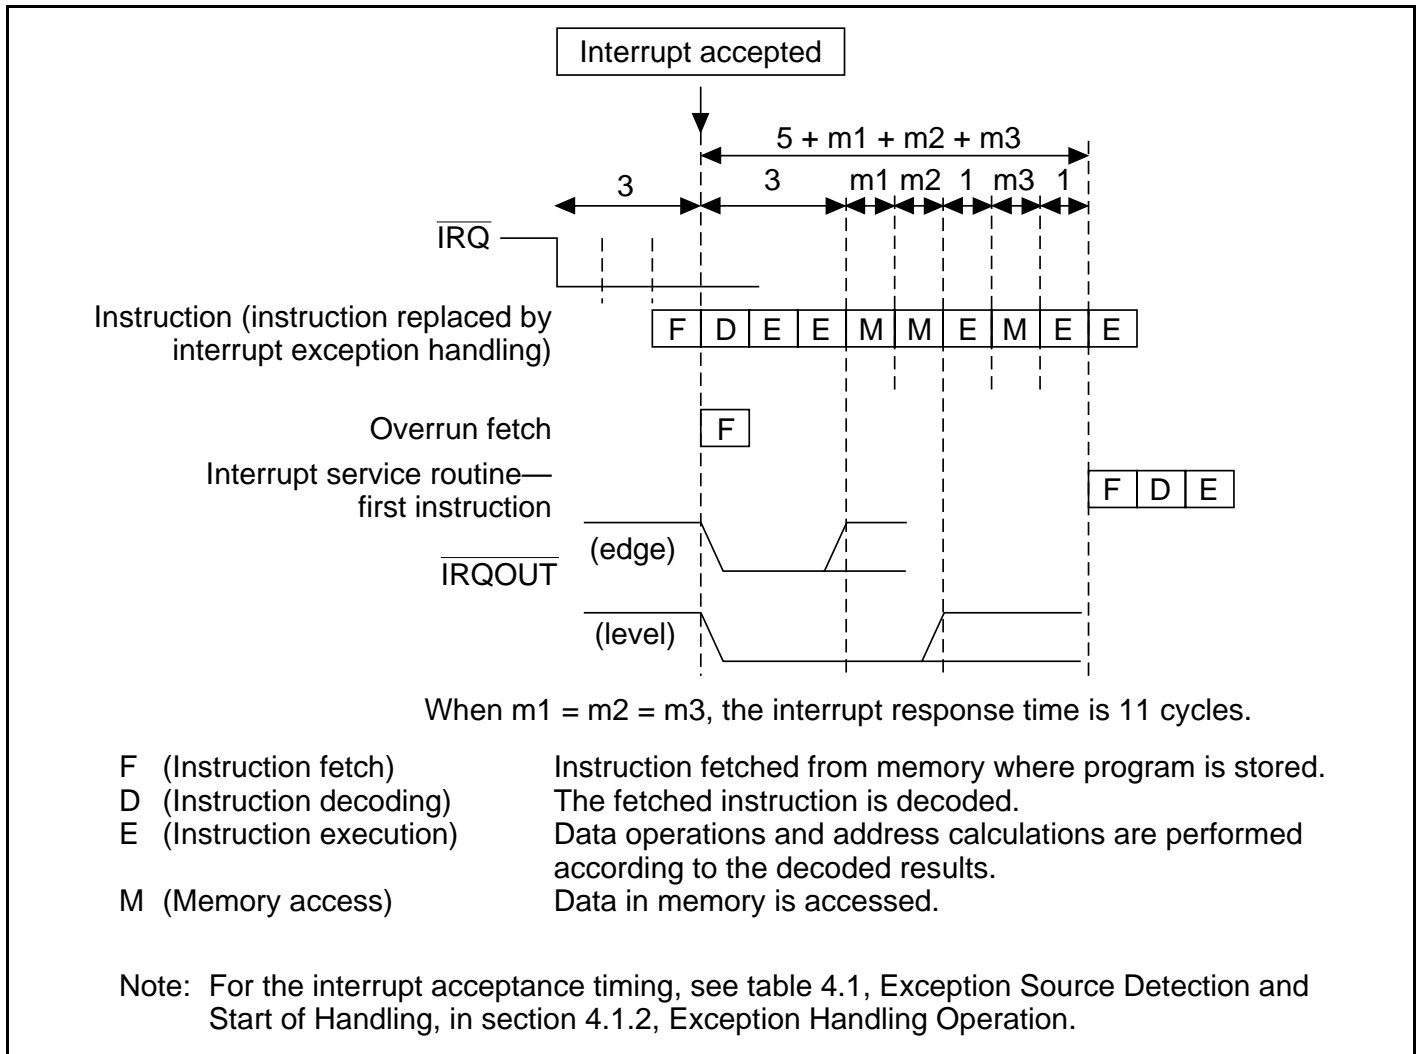 Interrupt accepted
5 + m1 + m2 + m3
3 3 m1 m2 1 m3 1
IRQ
Instruction (instruction replaced by
interrupt exception handling)
F D E E M M E M E E
Overrun fetch
F
Interrupt service routine—
first instruction
F D E
(edge)
IRQOUT
(level)
When m1 = m2 = m3, the interrupt response time is 11 cycles.
F (Instruction fetch) Instruction fetched from memory where program is stored.
D (Instruction decoding) The fetched instruction is decoded.
E (Instruction execution) Data operations and address calculations are performed
according to the decoded results.
M (Memory access) Data in memory is accessed.
Note: For the interrupt acceptance timing, see table 4.1, Exception Source Detection and
Start of Handling, in section 4.1.2, Exception Handling Operation.